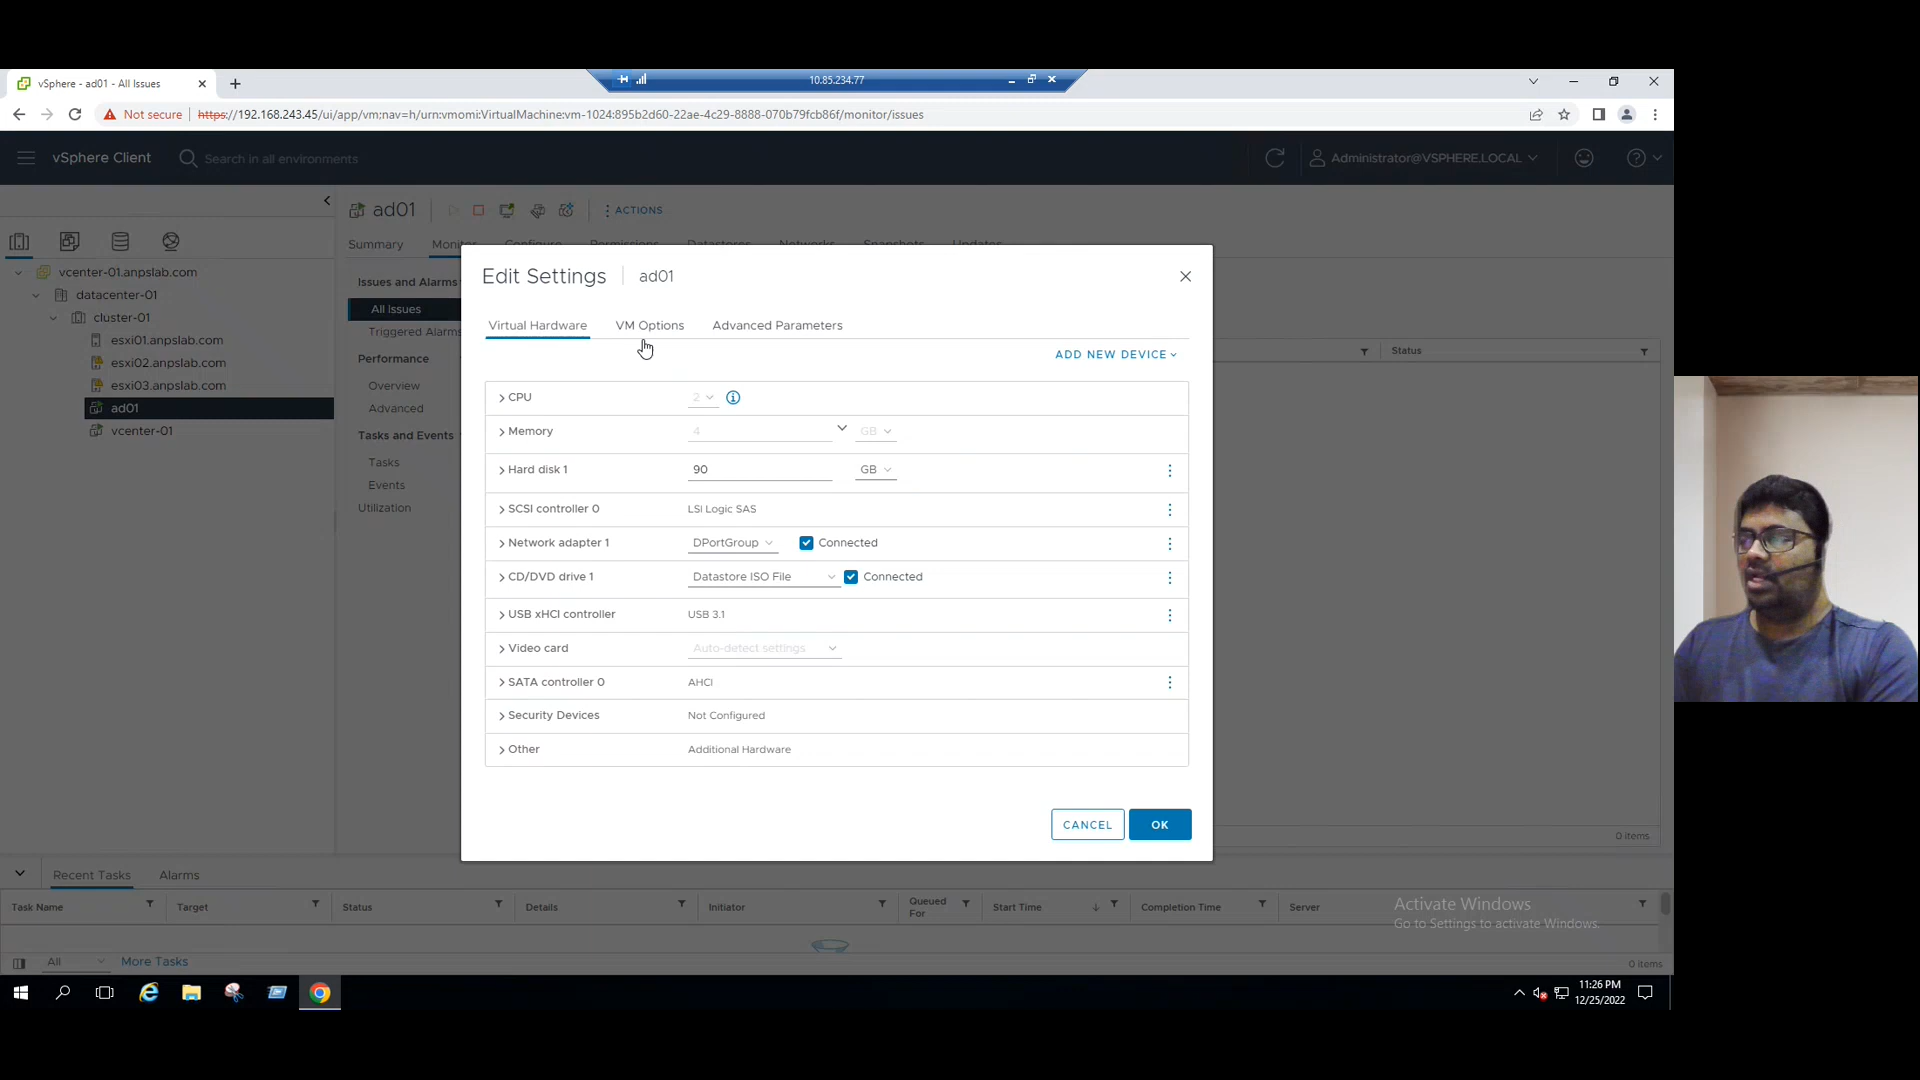 vSphere - ad01 - All Issues
10.85.234.77
Not secure https://192.168.243.45/ui/app/vm;nav=h/urn:vmomi:VirtualMachine:vm-1024:895b2d60-22ae-4c29-8888-070b79fcb86f/monitor/issues
vSphere Client
Search in all environments
Administrator@VSPHERE.LOCAL
ad01
ACTIONS
Summary Monitor Configure Permissions Datastores Networks Snapshots Updates
vcenter-01.anpslab.com
datacenter-01
cluster-01
esxi01.anpslab.com
esxi02.anpslab.com
esxi03.anpslab.com
ad01
vcenter-01
Issues and Alarms
All Issues
Triggered Alarms
Performance
Overview
Advanced
Tasks and Events
Tasks
Events
Utilization
Status
0 items
Edit Settings ad01
Virtual Hardware VM Options Advanced Parameters
ADD NEW DEVICE
CPU 2
Memory 4 GB
Hard disk 1 90 GB
SCSI controller 0 LSI Logic SAS
Network adapter 1 DPortGroup Connected
CD/DVD drive 1 Datastore ISO File Connected
USB xHCI controller USB 3.1
Video card Auto-detect settings
SATA controller 0 AHCI
Security Devices Not Configured
Other Additional Hardware
CANCEL OK
Recent Tasks Alarms
Task Name Target Status Details Initiator Queued For Start Time Completion Time Server
Activate Windows
Go to Settings to activate Windows.
All More Tasks
0 items
11:26 PM
12/25/2022